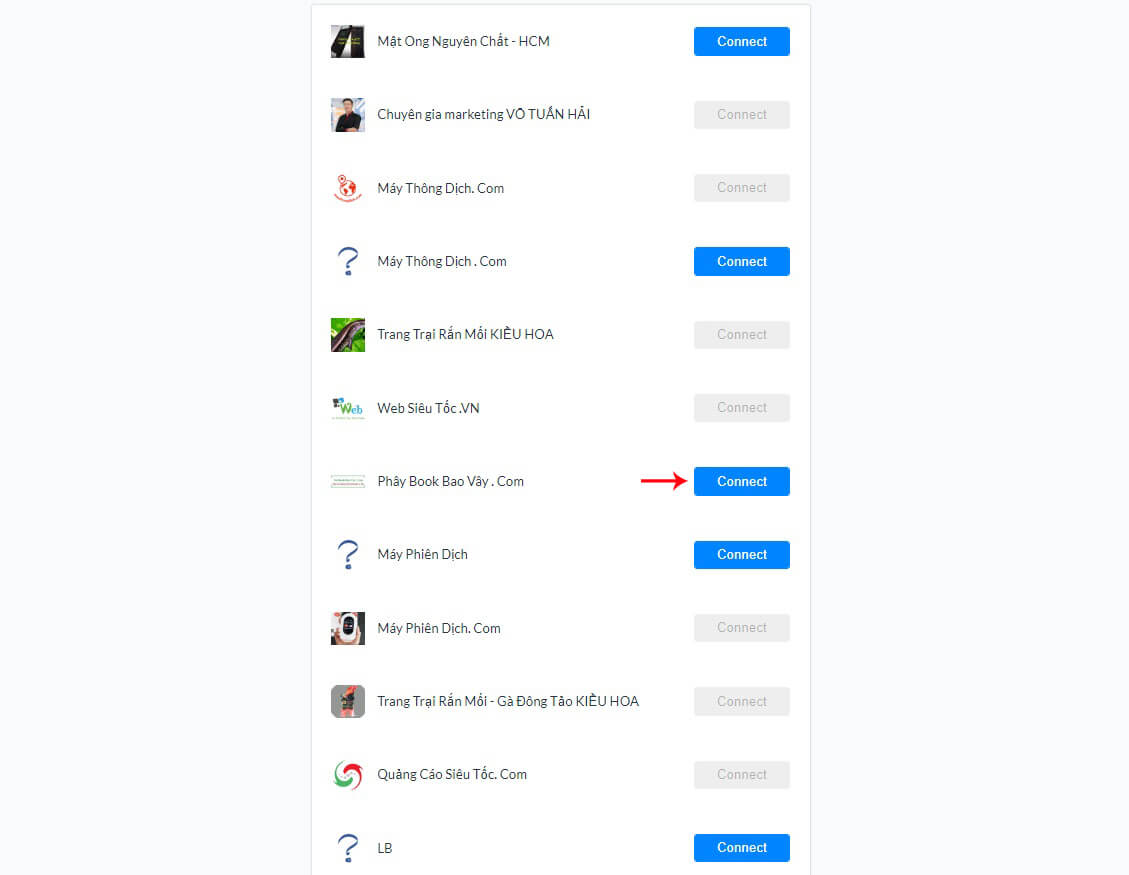 Mật Ong Nguyên Chất - HCM
Connect
Chuyên gia marketing VÕ TUẤN HẢI
Connect
Máy Thông Dịch. Com
Connect
Máy Thông Dịch . Com
Connect
Trang Trại Rắn Mối KIỀU HOA
Connect
Web
Web Siêu Tốc .VN
Connect
Phây Book Bao Vây . Com
Connect
Máy Phiên Dịch
Connect
Máy Phiên Dịch. Com
Connect
Trang Trại Rắn Mối - Gà Đông Tảo KIỀU HOA
Connect
Quảng Cáo Siêu Tốc. Com
Connect
LB
Connect